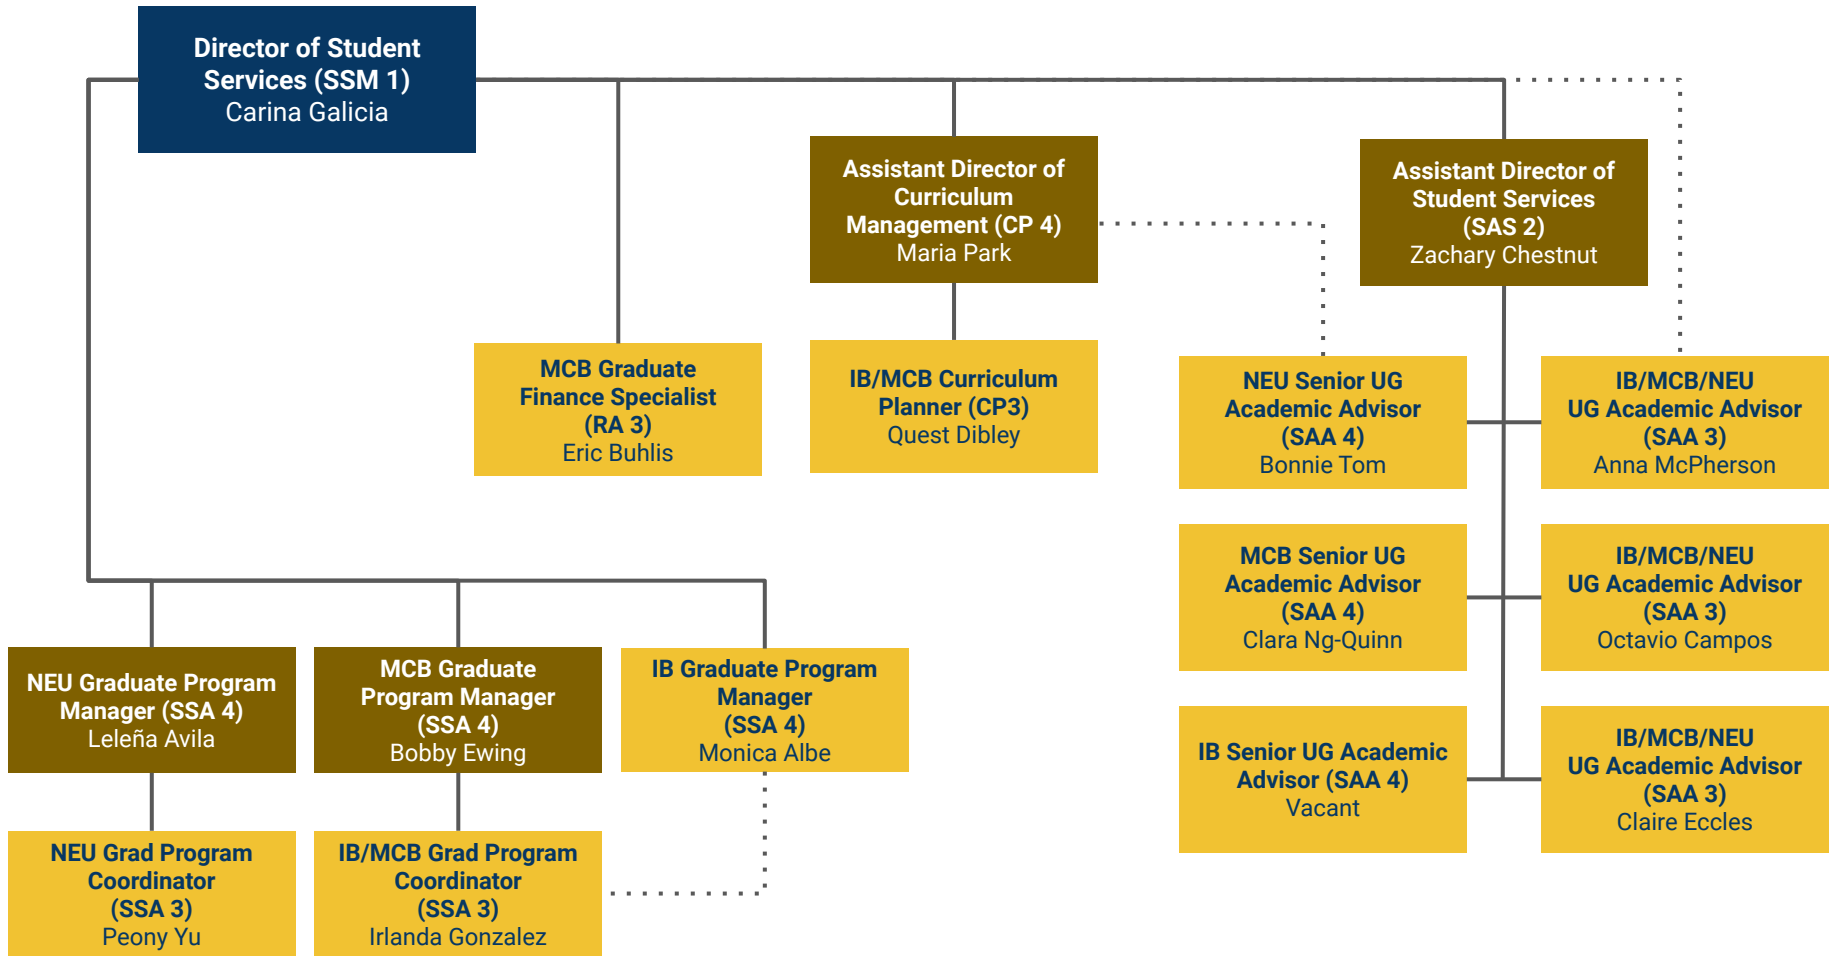 Director of Student
Services (SSM 1)
Carina Galicia
Assistant Director of
Curriculum
Management (CP 4)
Maria Park
Assistant Director of
Student Services
(SAS 2)
Zachary Chestnut
MCB Graduate
Finance Specialist
(RA 3)
Eric Buhlis
IB/MCB Curriculum
Planner (CP3)
Quest Dibley
NEU Senior UG
Academic Advisor
(SAA 4)
Bonnie Tom
IB/MCB/NEU
UG Academic Advisor
(SAA 3)
Anna McPherson
MCB Senior UG
Academic Advisor
(SAA 4)
Clara Ng-Quinn
IB/MCB/NEU
UG Academic Advisor
(SAA 3)
Octavio Campos
NEU Graduate Program
Manager (SSA 4)
Leleña Avila
MCB Graduate
Program Manager
(SSA 4)
Bobby Ewing
IB Graduate Program
Manager
(SSA 4)
Monica Albe
IB Senior UG Academic
Advisor (SAA 4)
Vacant
IB/MCB/NEU
UG Academic Advisor
(SAA 3)
Claire Eccles
NEU Grad Program
Coordinator
(SSA 3)
Peony Yu
IB/MCB Grad Program
Coordinator
(SSA 3)
Irlanda Gonzalez